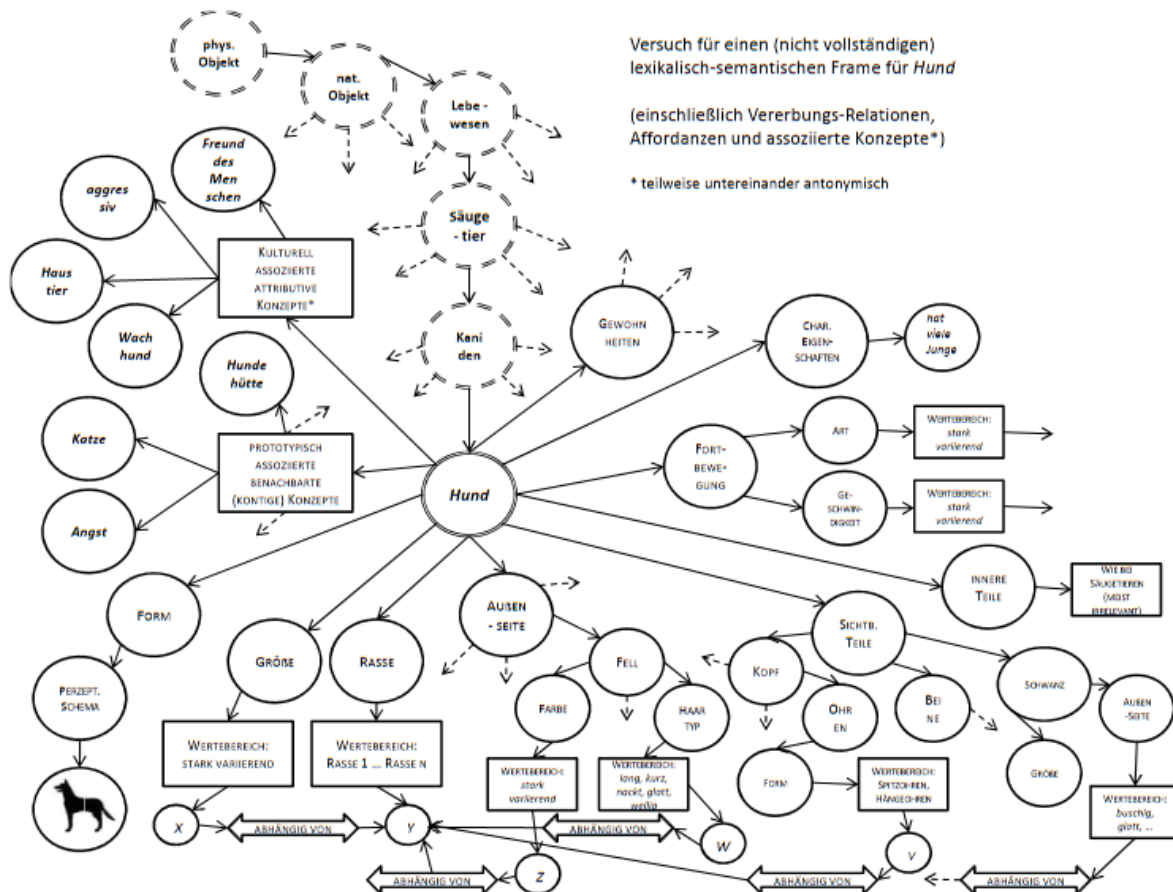 phys.
Objekt
nat.
Objekt
Lebe -
wesen
Versuch für einen (nicht vollständigen)
lexikalisch-semantischen Frame für Hund
(einschließlich Vererbungs-Relationen,
Affordanzen und assoziierte Konzepte*)
* teilweise untereinander antonymisch
Freund
des
Men
schen
aggres
siv
Haus
tier
Wach
hund
KULTURELL
ASSOZIIERTE
ATTRIBUTIVE
KONZEPTE*
Säuge
- tier
Kani
den
GEWOHN
HEITEN
CHAR.
EIGEN-
SCHAFTEN
nat
viele
Junge
Hunde
hütte
Katze
Angst
PROTOTYPISCH
ASSOZIIERTE
BENACHBARTE
(KONTIGE) KONZEPTE
Hund
FORT-
BEWE-
GUNG
ART
WERTEBEREICH:
stark
variierend
GE-
SCHWIN-
DIGKEIT
WERTEBEREICH:
stark
variierend
INNERE
TEILE
WIE BEI
SÄUGETIEREN
(MEIST
IRRELEVANT)
FORM
PERZEPT.
SCHEMA
GRÖßE
WERTEBEREICH:
STARK VARIIEREND
RASSE
WERTEBEREICH:
RASSE 1 ... RASSE N
AUßEN
- SEITE
FELL
FARBE
HAAR
TYP
WERTEBEREICH:
stark
variierend
WERTEBEREICH:
lang, kurz,
nackt, glatt,
wellig
SICHTB.
TEILE
KOPF
OHR
EN
FORM
WERTEBEREICH:
SPITZOHREN,
HÄNGEOHREN
BEI
NE
SCHWANZ
GRÖßE
AUßEN
-SEITE
WERTEBEREICH:
buschig,
glatt, ...
X
ABHÄNGIG VON
Y
ABHÄNGIG VON
W
V
ABHÄNGIG VON
Z
ABHÄNGIG VON
ABHÄNGIG VON